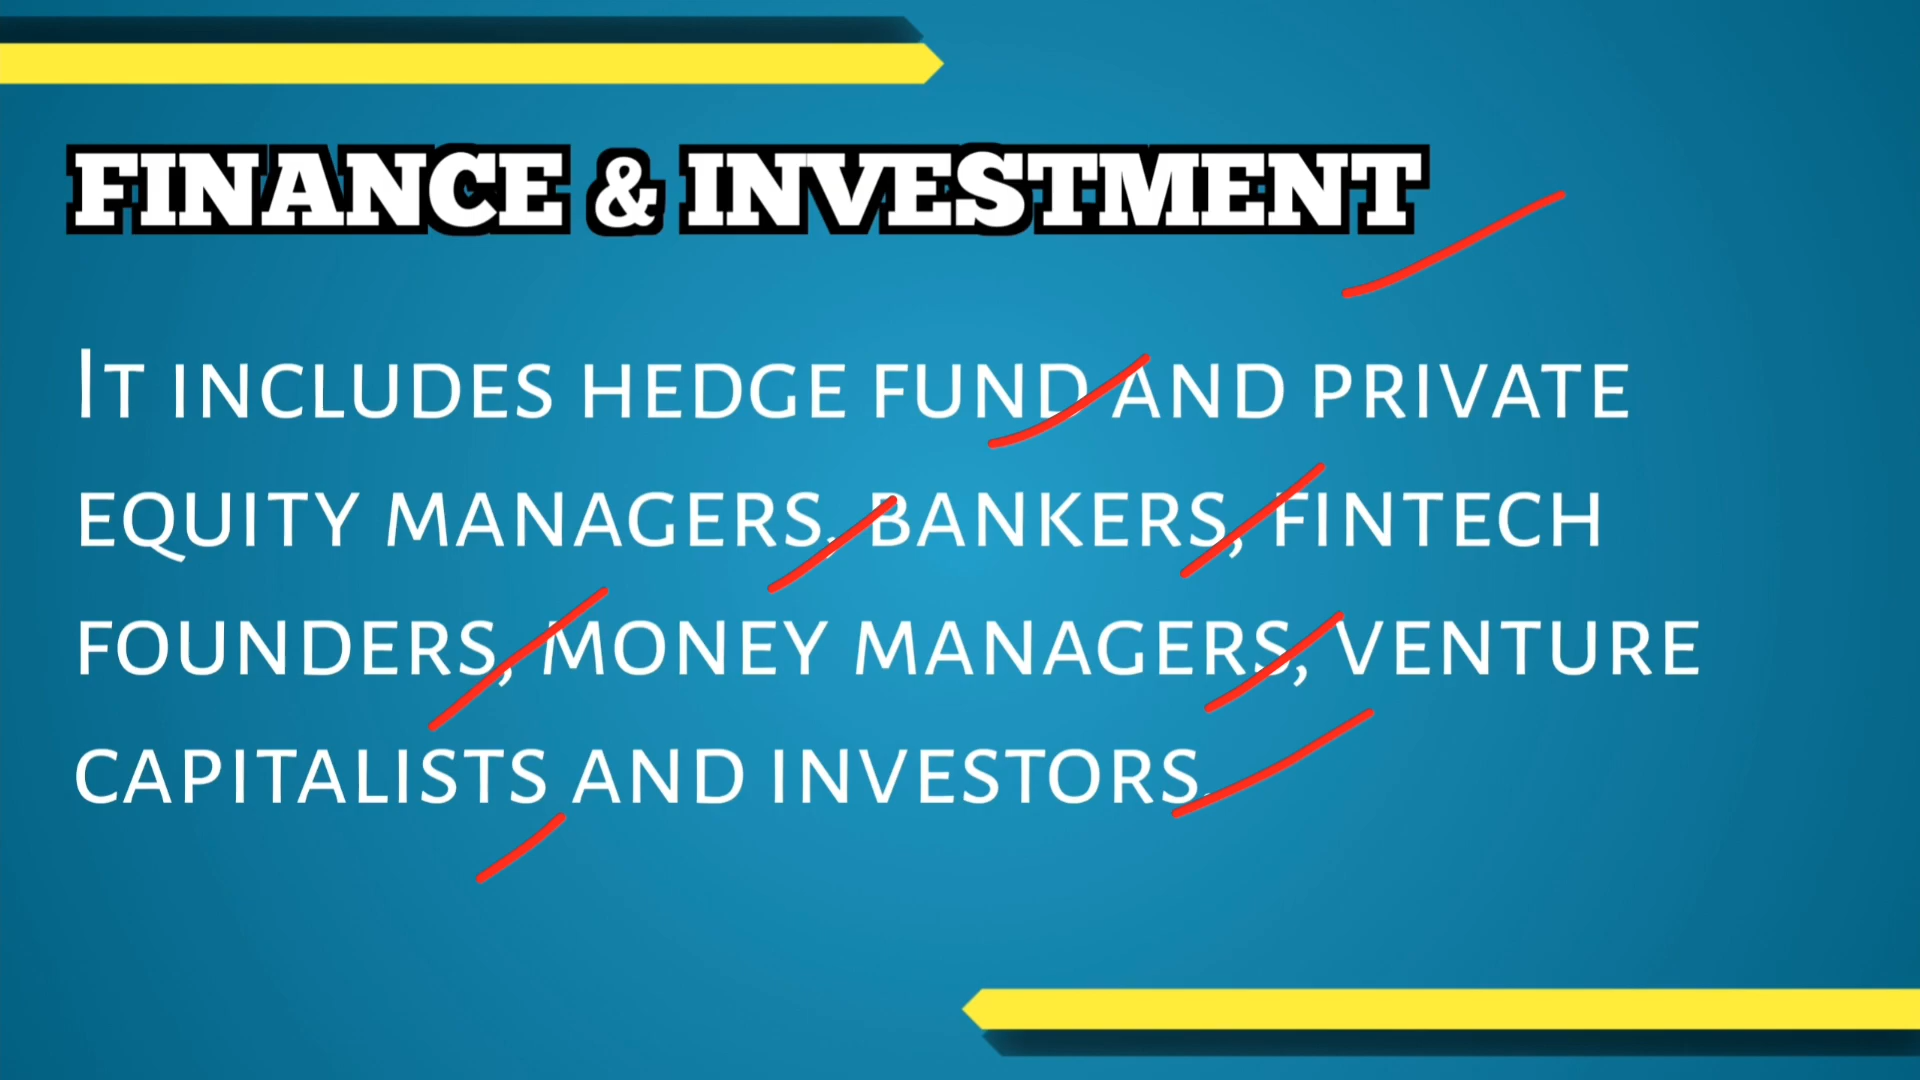 FINANCE & INVESTMENT
It includes hedge fund and private
equity managers, bankers, fintech
founders, money managers, venture
capitalists and investors.